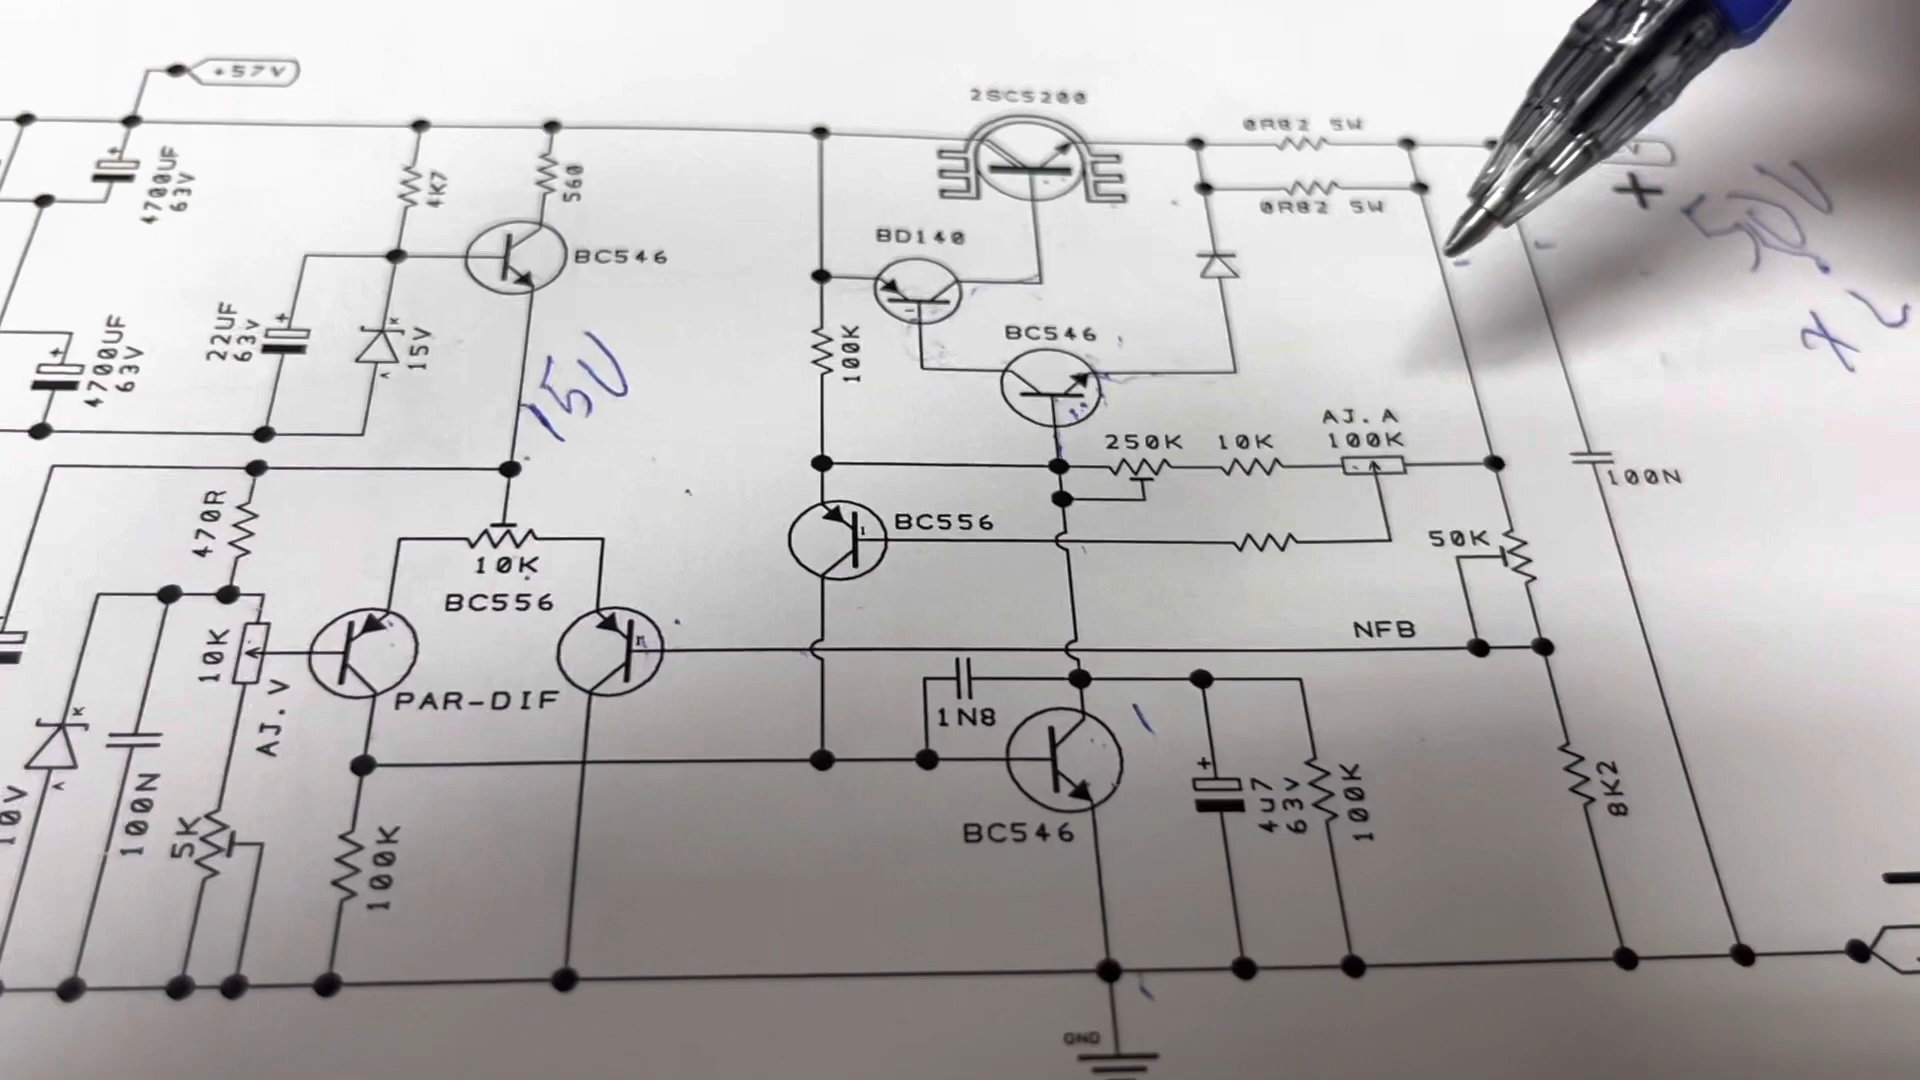 +57V
2SC5200
0R82 5W
0R82 5W
+
50V
4700UF
63V
4K7
560
BC546
BD140
22UF
63V
K
A
15V
15V
4700UF
63V
100K
BC546
AJ.A
250K
10K
100K
100N
470R
10K
BC556
BC556
50K
NFB
10K
AJ.V
PAR-DIF
1N8
K
A
10V
100N
5K
100K
BC546
+
4u7
63V
100K
8K2
GND